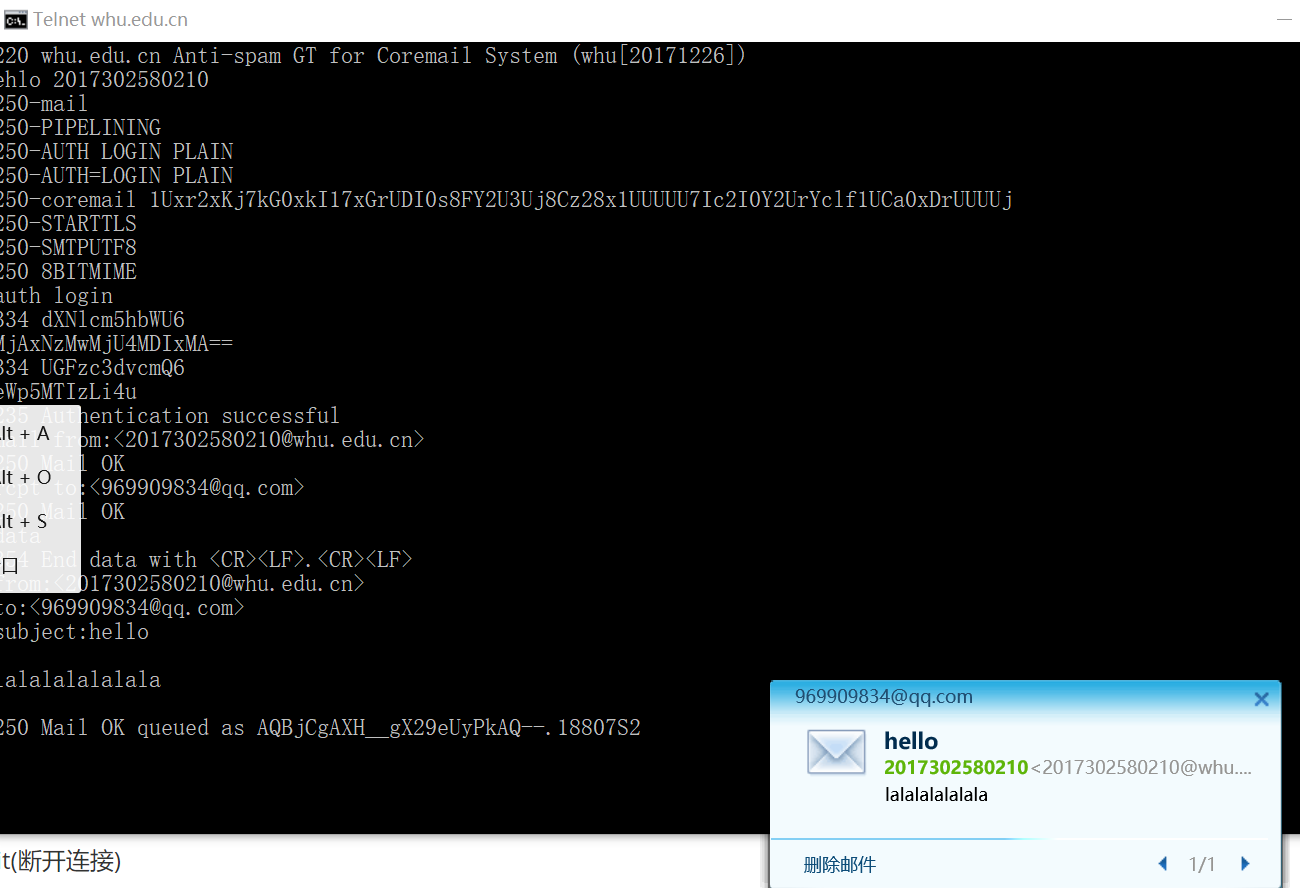 Telnet whu.edu.cn
220 whu.edu.cn Anti-spam GT for Coremail System (whu[20171226])
ehlo 2017302580210
250-mail
250-PIPELINING
250-AUTH LOGIN PLAIN
250-AUTH=LOGIN PLAIN
250-coremail 1Uxr2xKj7kG0xkI17xGrUDI0s8FY2U3Uj8Cz28x1UUUUU7Ic2I0Y2UrYclf1UCa0xDrUUUUj
250-STARTTLS
250-SMTPUTF8
250 8BITMIME
auth login
334 dXNlcm5hbWU6
MjAxNzMwMjU4MDIxMA==
334 UGFzc3dvcmQ6
eWp5MTIzLi4u
235 Authentication successful
lt + A
mail from:<2017302580210@whu.edu.cn>
250 Mail OK
lt + O
rcpt to:<969909834@qq.com>
250 Mail OK
lt + S
data
354 End data with <CR><LF>.<CR><LF>
口
from:<2017302580210@whu.edu.cn>
to:<969909834@qq.com>
subject:hello
lalalalalalala
250 Mail OK queued as AQBjCgAXH__gX29eUyPkAQ--.18807S2
969909834@qq.com
hello
2017302580210<2017302580210@whu....
lalalalalalala
删除邮件
1/1
It(断开连接)